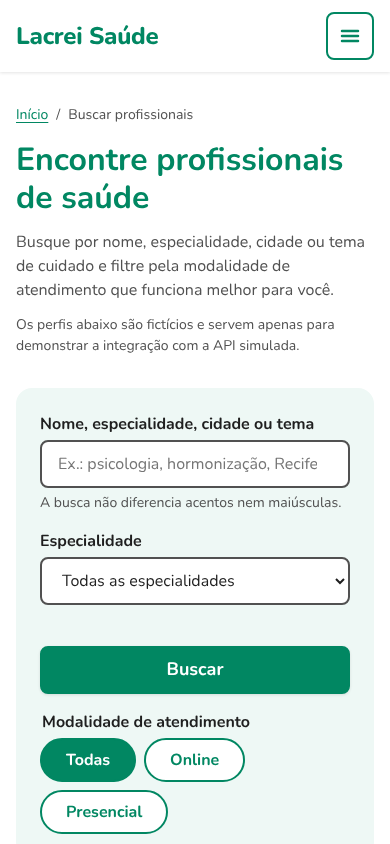 Lacrei Saúde
Início / Buscar profissionais
Encontre profissionais
de saúde
Busque por nome, especialidade, cidade ou tema
de cuidado e filtre pela modalidade de
atendimento que funciona melhor para você.
Os perfis abaixo são fictícios e servem apenas para
demonstrar a integração com a API simulada.
Nome, especialidade, cidade ou tema
Ex.: psicologia, hormonização, Recife
A busca não diferencia acentos nem maiúsculas.
Especialidade
Todas as especialidades
Buscar
Modalidade de atendimento
Todas Online
Presencial